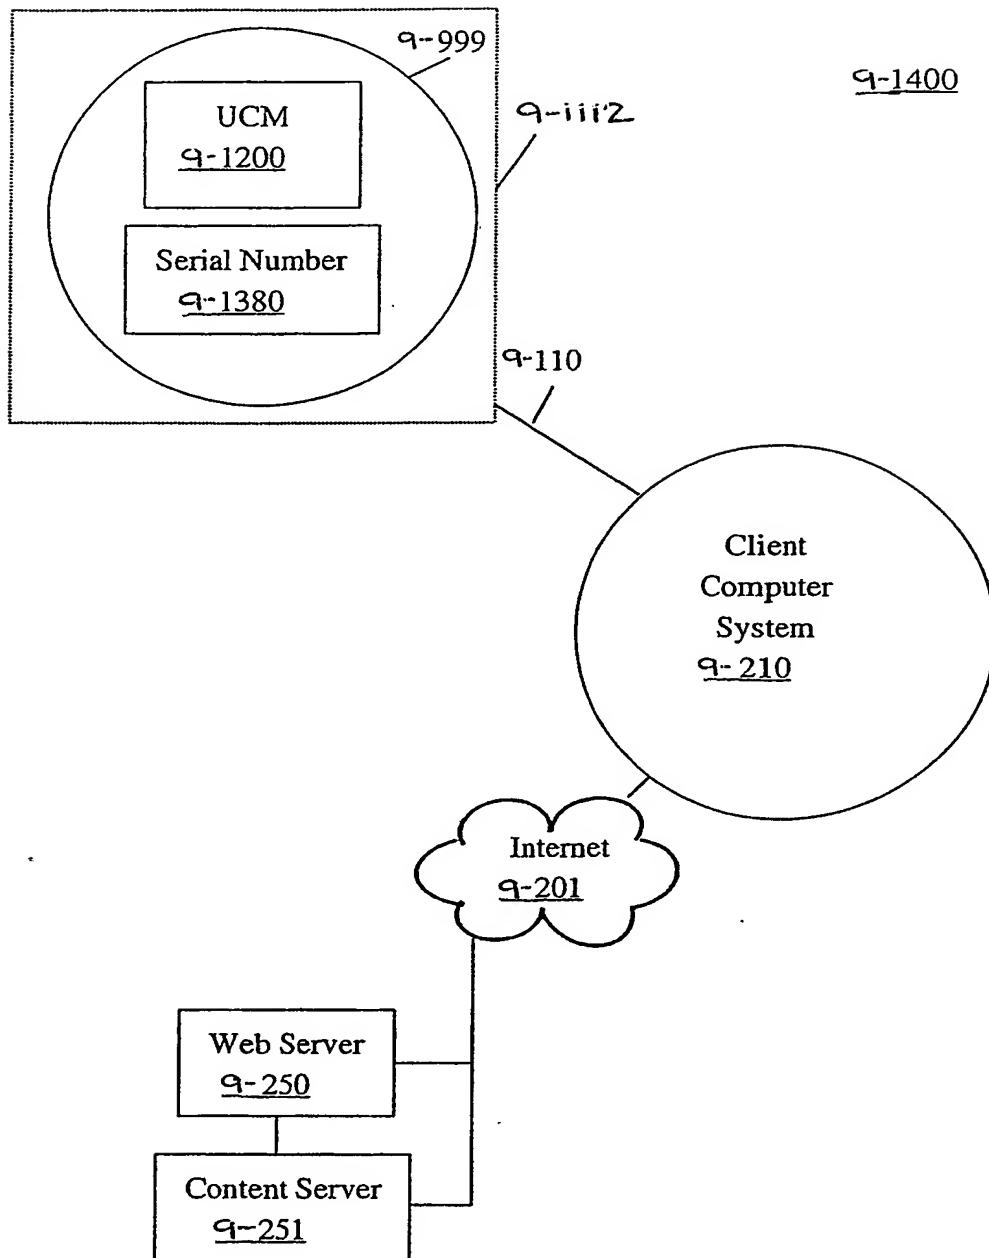 9-999
9-1400
UCM
9-1200
9-iii2
Serial Number
9-1380
9-110
Client
Computer
System
9-210
Internet
9-201
Web Server
9-250
Content Server
9-251